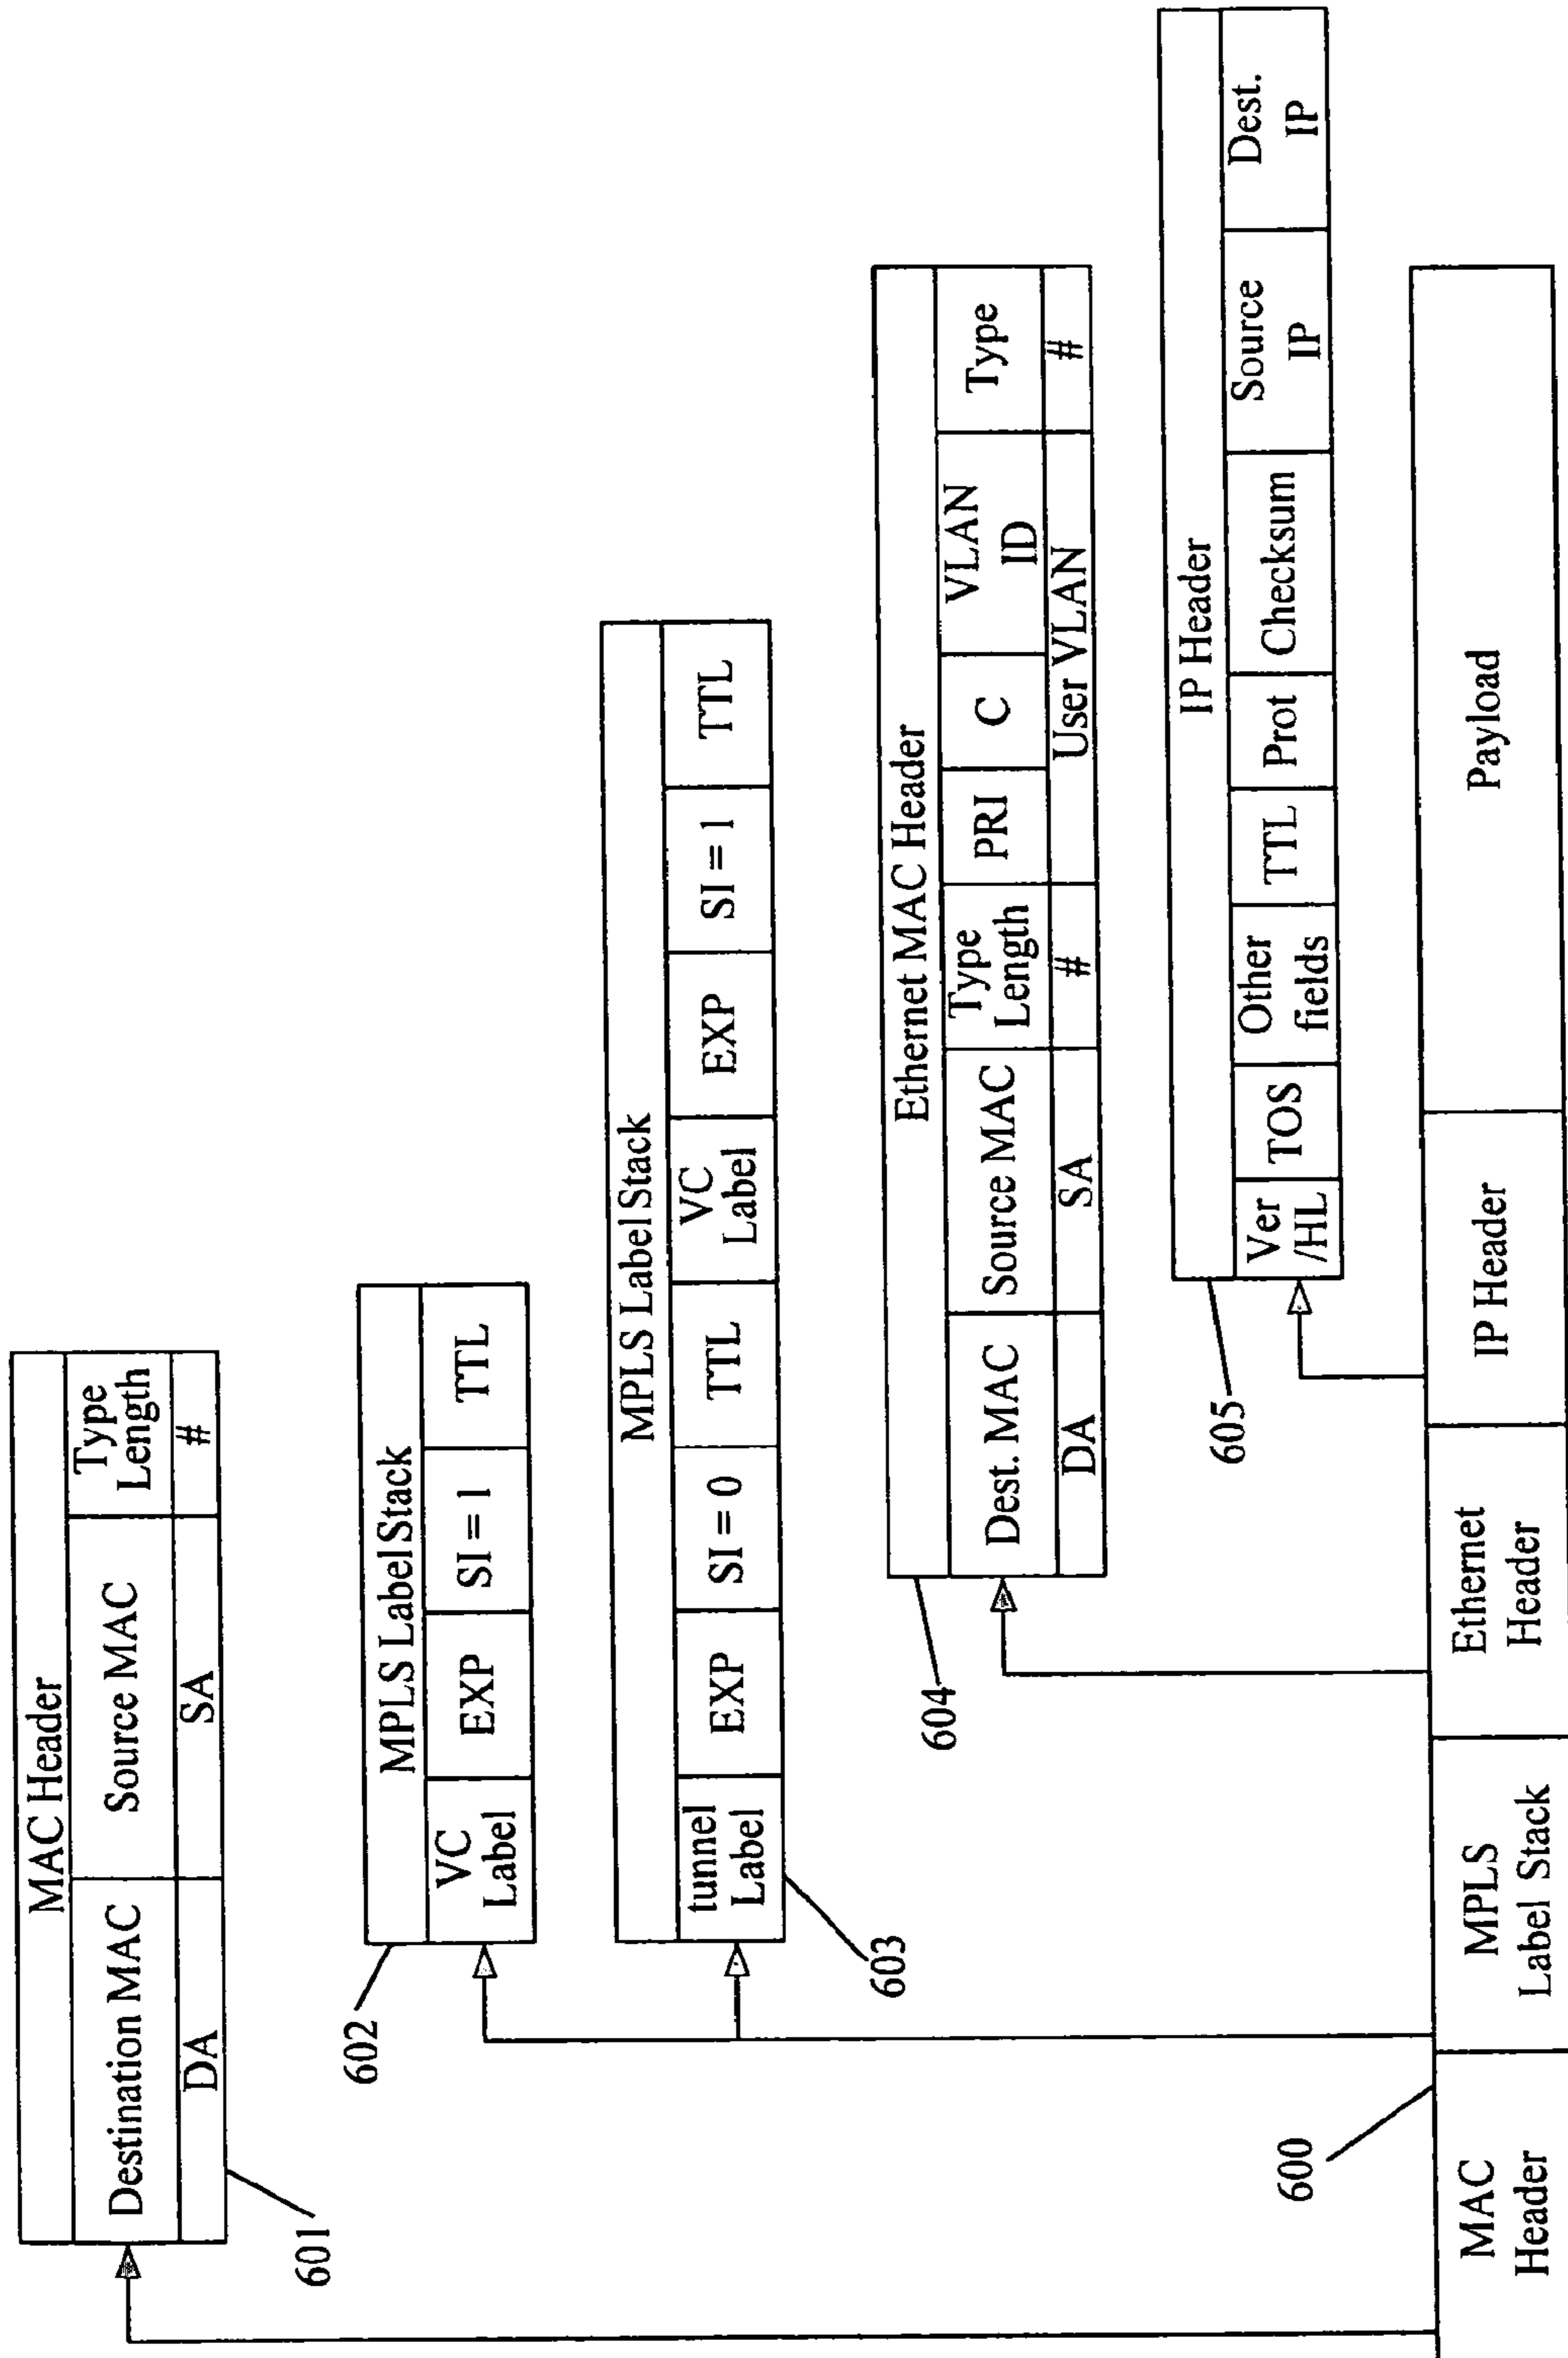 MAC Header
Destination MAC
Source MAC
Type
Length
DA
SA
#
601
MPLS Label Stack
VC
Label
EXP
SI = 1
TTL
602
MPLS Label Stack
tunnel
Label
EXP
SI = 0
TTL
VC
Label
EXP
SI = 1
TTL
603
Ethernet MAC Header
Dest. MAC
Source MAC
Type
Length
PRI
C
VLAN
ID
Type
DA
SA
#
User VLAN
#
604
IP Header
Ver
/HL
TOS
Other
fields
TTL
Prot
Checksum
Source
IP
Dest.
IP
605
600
MAC
Header
MPLS
Label Stack
Ethernet
Header
IP Header
Payload